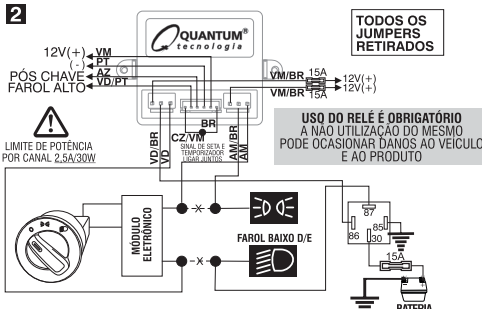 2
QUANTUM®
tecnologia
TODOS OS
JUMPERS
RETIRADOS
12V(+) VM
(-) PT
PÓS CHAVE AZ
FAROL ALTO VD/PT
VM/BR 15A 12V(+)
VM/BR 15A 12V(+)
USO DO RELÉ É OBRIGATÓRIO
A NÃO UTILIZAÇÃO DO MESMO
PODE OCASIONAR DANOS AO VEICULO
E AO PRODUTO
LIMITE DE POTÊNCIA
POR CANAL 2,5A/30W
VD/BR
VD
CZ/VM
BR
SINAL DE SETA E
TEMPORIZADOR
LIGAR JUNTOS
AM/BR
AM
MÓDULO
ELETRÔNICO
FAROL BAIXO D/E
87
86
85
30
15A
BATERIA